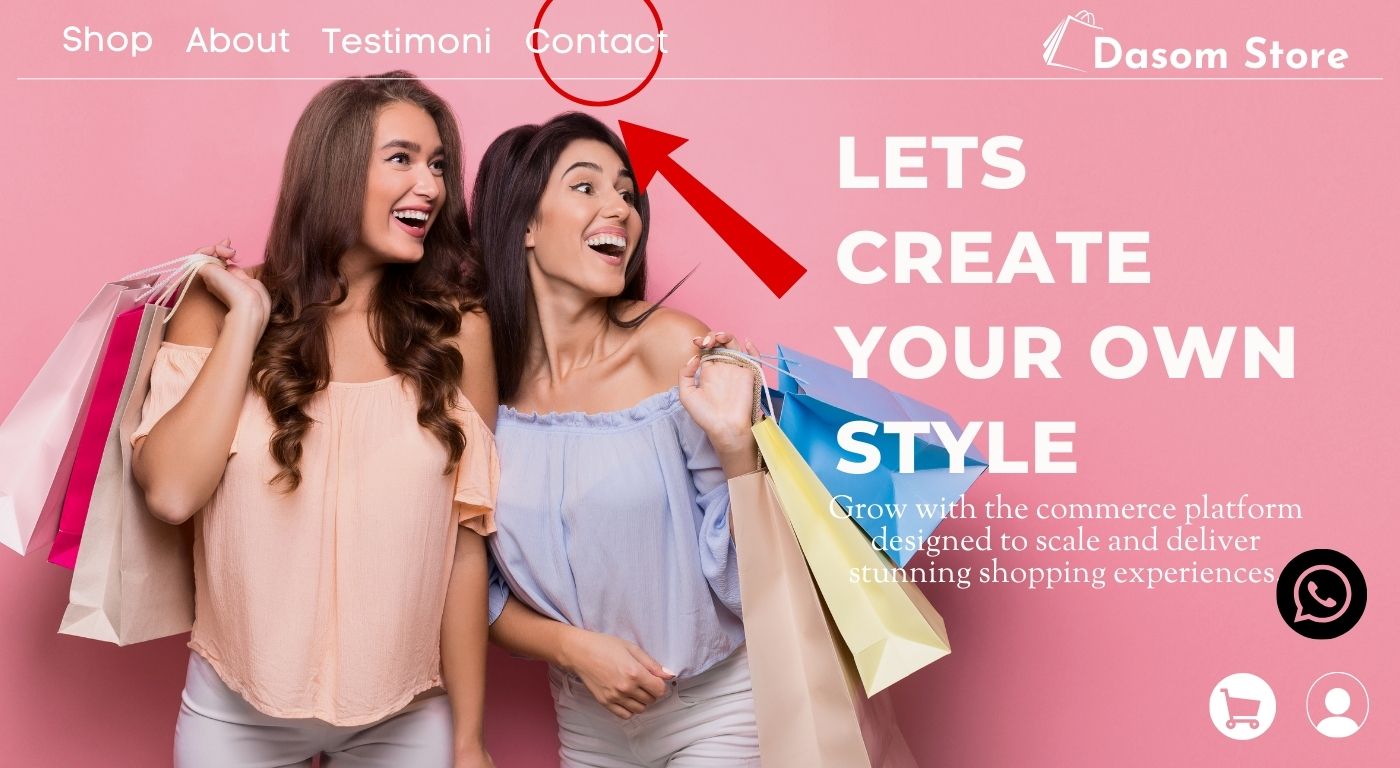 Shop About Testimoni Contact
Dasom Store
LETS
CREATE
YOUR OWN
STYLE
Grow with the commerce platform
designed to scale and deliver
stunning shopping experiences.